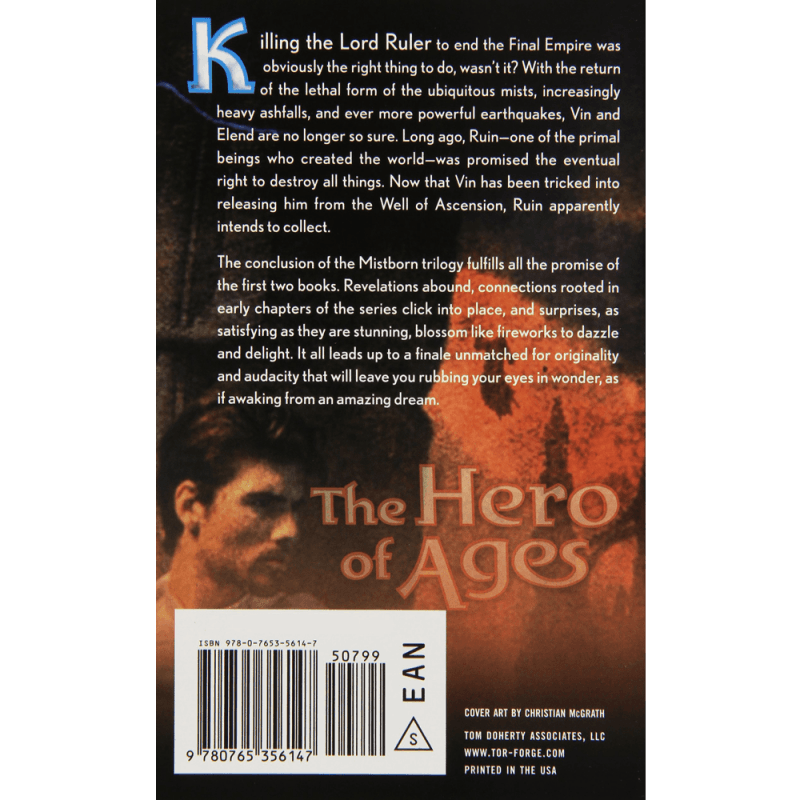 Killing the Lord Ruler to end the Final Empire was
obviously the right thing to do, wasn't it? With the return
of the lethal form of the ubiquitous mists, increasingly
heavy ashfalls, and ever more powerful earthquakes, Vin and
Elend are no longer so sure. Long ago, Ruin—one of the primal
beings who created the world—was promised the eventual
right to destroy all things. Now that Vin has been tricked into
releasing him from the Well of Ascension, Ruin apparently
intends to collect.
The conclusion of the Mistborn trilogy fulfills all the promise of
the first two books. Revelations abound, connections rooted in
early chapters of the series click into place, and surprises, as
satisfying as they are stunning, blossom like fireworks to dazzle
and delight. It all leads up to a finale unmatched for originality
and audacity that will leave you rubbing your eyes in wonder, as
if awaking from an amazing dream.
The Hero
of Ages
ISBN 978-0-7653-5614-7
50799
9 780765 356147
EAN
S
COVER ART BY CHRISTIAN McGRATH
TOM DOHERTY ASSOCIATES, LLC
WWW.TOR-FORGE.COM
PRINTED IN THE USA